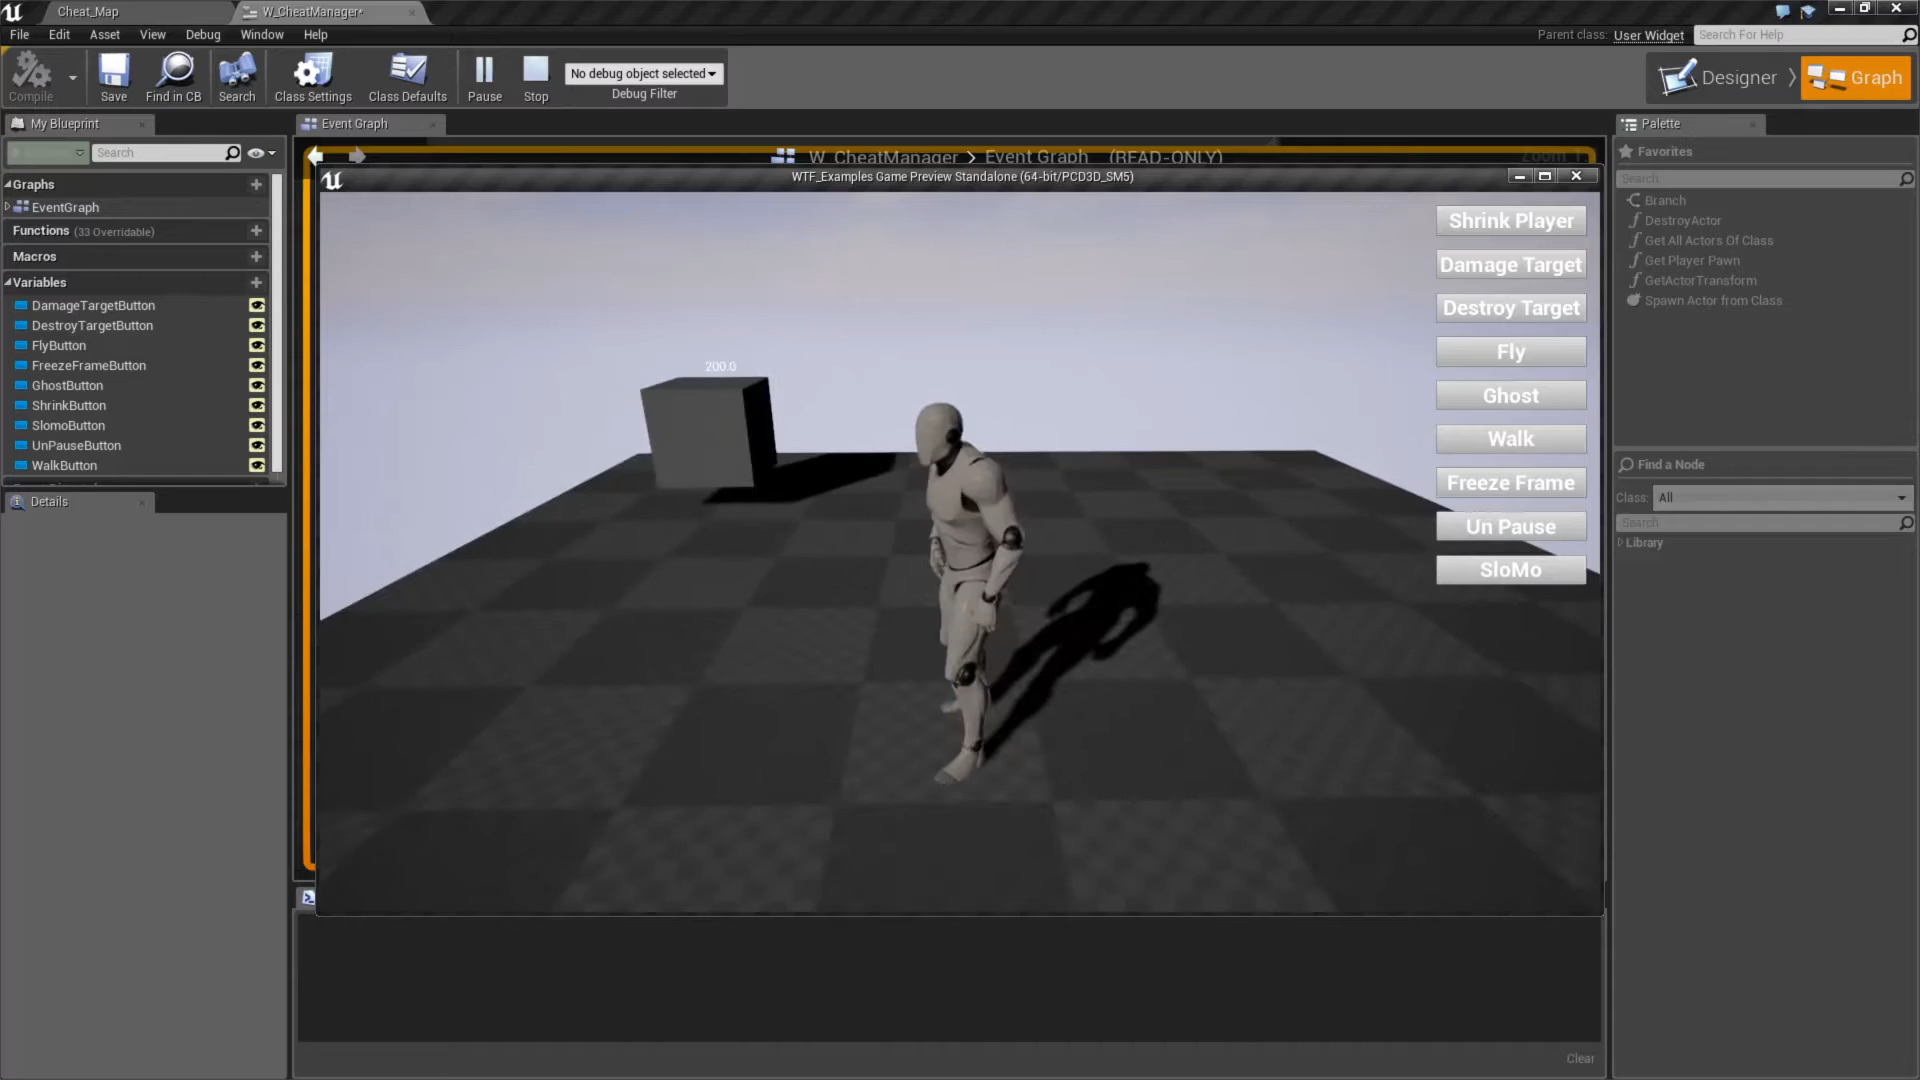 Cheat_Map
W_CheatManager*
File Edit Asset View Debug Window Help
Parent class: User Widget
Search For Help
Compile
Save
Find in CB
Search
Class Settings
Class Defaults
Pause
Stop
No debug object selected
Debug Filter
Designer
Graph
My Blueprint
Search
Graphs
EventGraph
Functions (33 Overridable)
Macros
Variables
DamageTargetButton
DestroyTargetButton
FlyButton
FreezeFrameButton
GhostButton
ShrinkButton
SlomoButton
UnPauseButton
WalkButton
Details
Event Graph
W_CheatManager > Event Graph (READ-ONLY)
WTF_Examples Game Preview Standalone (64-bit/PCD3D_SM5)
200.0
Shrink Player
Damage Target
Destroy Target
Fly
Ghost
Walk
Freeze Frame
Un Pause
SloMo
Clear
Palette
Favorites
Search
Branch
DestroyActor
Get All Actors Of Class
Get Player Pawn
GetActorTransform
Spawn Actor from Class
Find a Node
Class: All
Search
Library